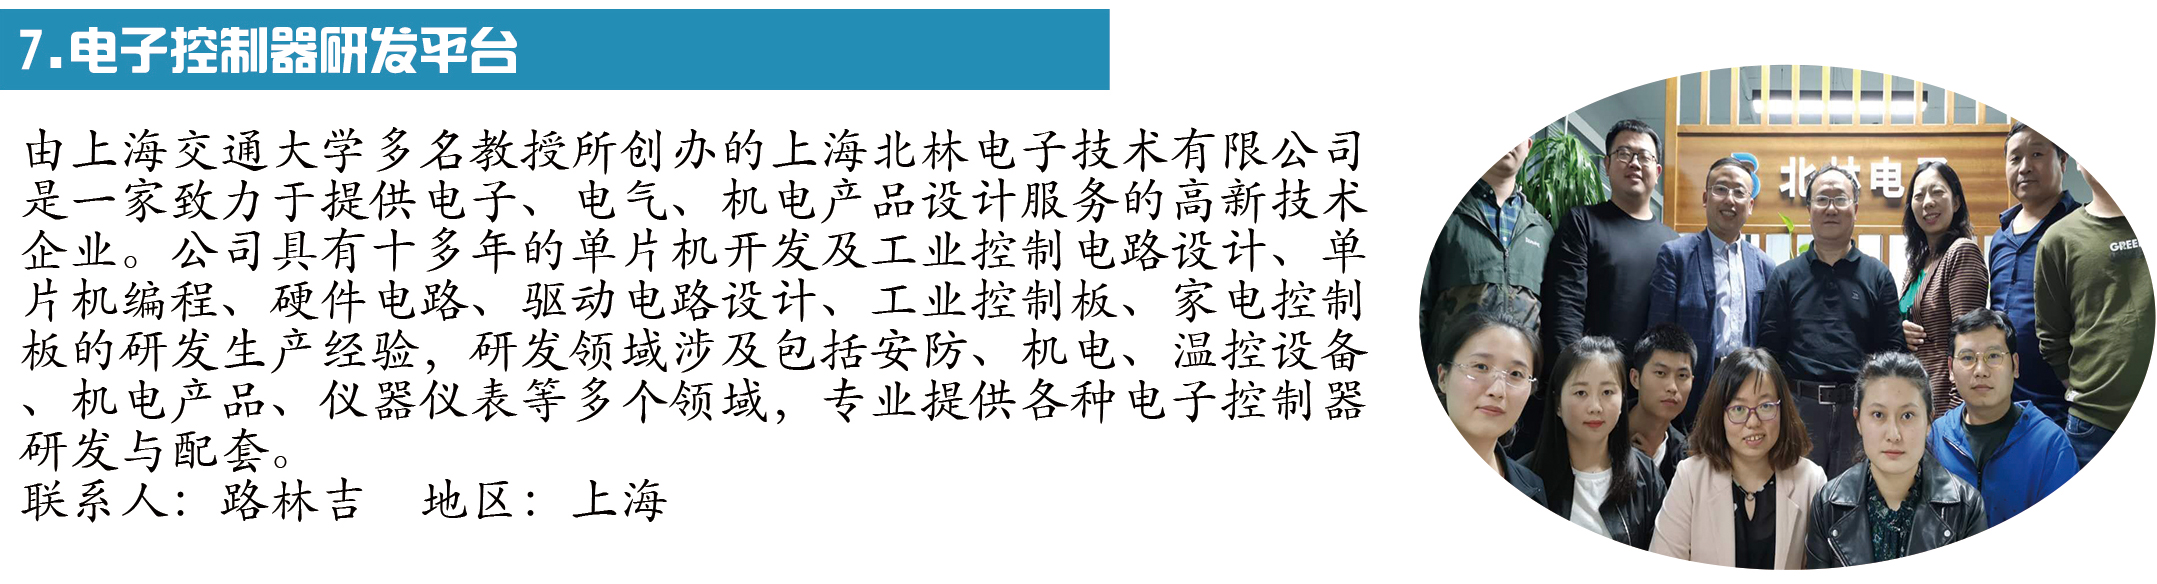 7.电子控制器研发平台
由上海交通大学多名教授所创办的上海北林电子技术有限公司
是一家致力于提供电子、电气、机电产品设计服务的高新技术
企业。公司具有十多年的单片机开发及工业控制电路设计、单
片机编程、硬件电路、驱动电路设计、工业控制板、家电控制
板的研发生产经验，研发领域涉及包括安防、机电、温控设备
、机电产品、仪器仪表等多个领域，专业提供各种电子控制器
研发与配套。
联系人：路林吉　地区：上海
北林电子
GREE